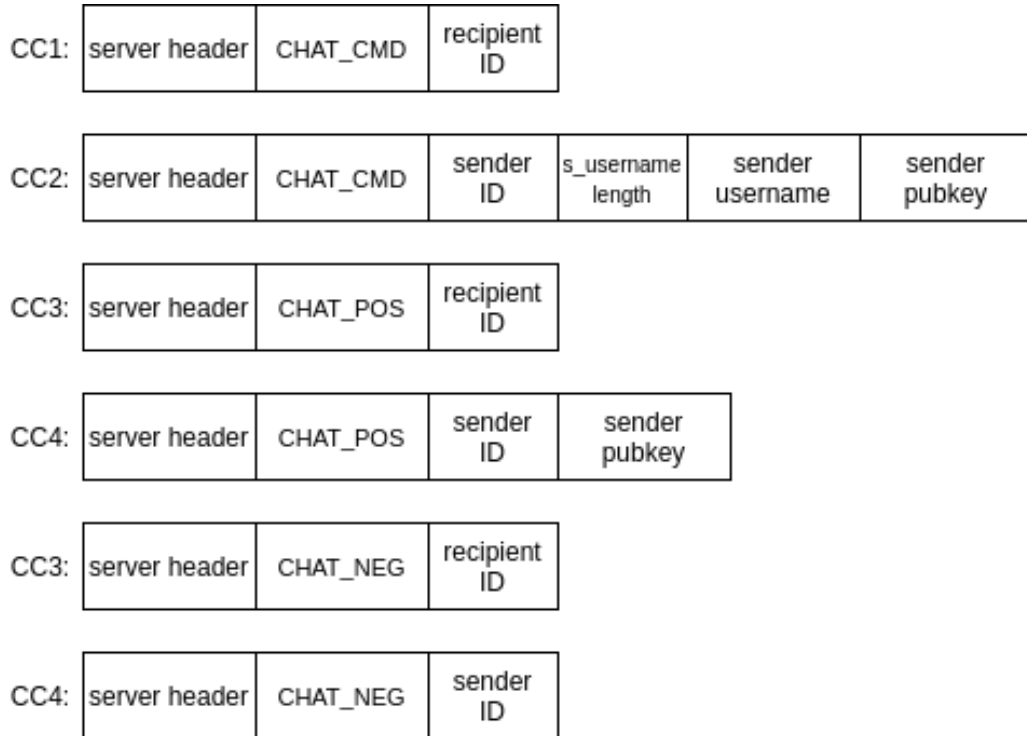 CC1: server header CHAT_CMD recipient ID
CC2: server header CHAT_CMD sender ID s_username length sender username sender pubkey
CC3: server header CHAT_POS recipient ID
CC4: server header CHAT_POS sender ID sender pubkey
CC3: server header CHAT_NEG recipient ID
CC4: server header CHAT_NEG sender ID